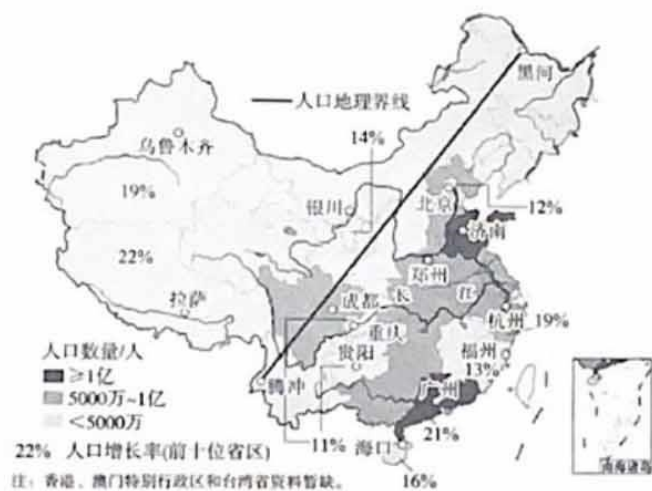 黑河
人口地理界线
14%
乌鲁木齐
19%
银川
北京
12%
济南
22%
郑州
拉萨
成都
长
江
杭州
19%
重庆
人口数量/人
贵阳
福州
13%
≥1亿
腾冲
广州
5000万~1亿
<5000万
11%
21%
22% 人口增长率(前十位省区)
海口
16%
南海诸岛
注：香港、澳门特别行政区和台湾省资料暂缺。